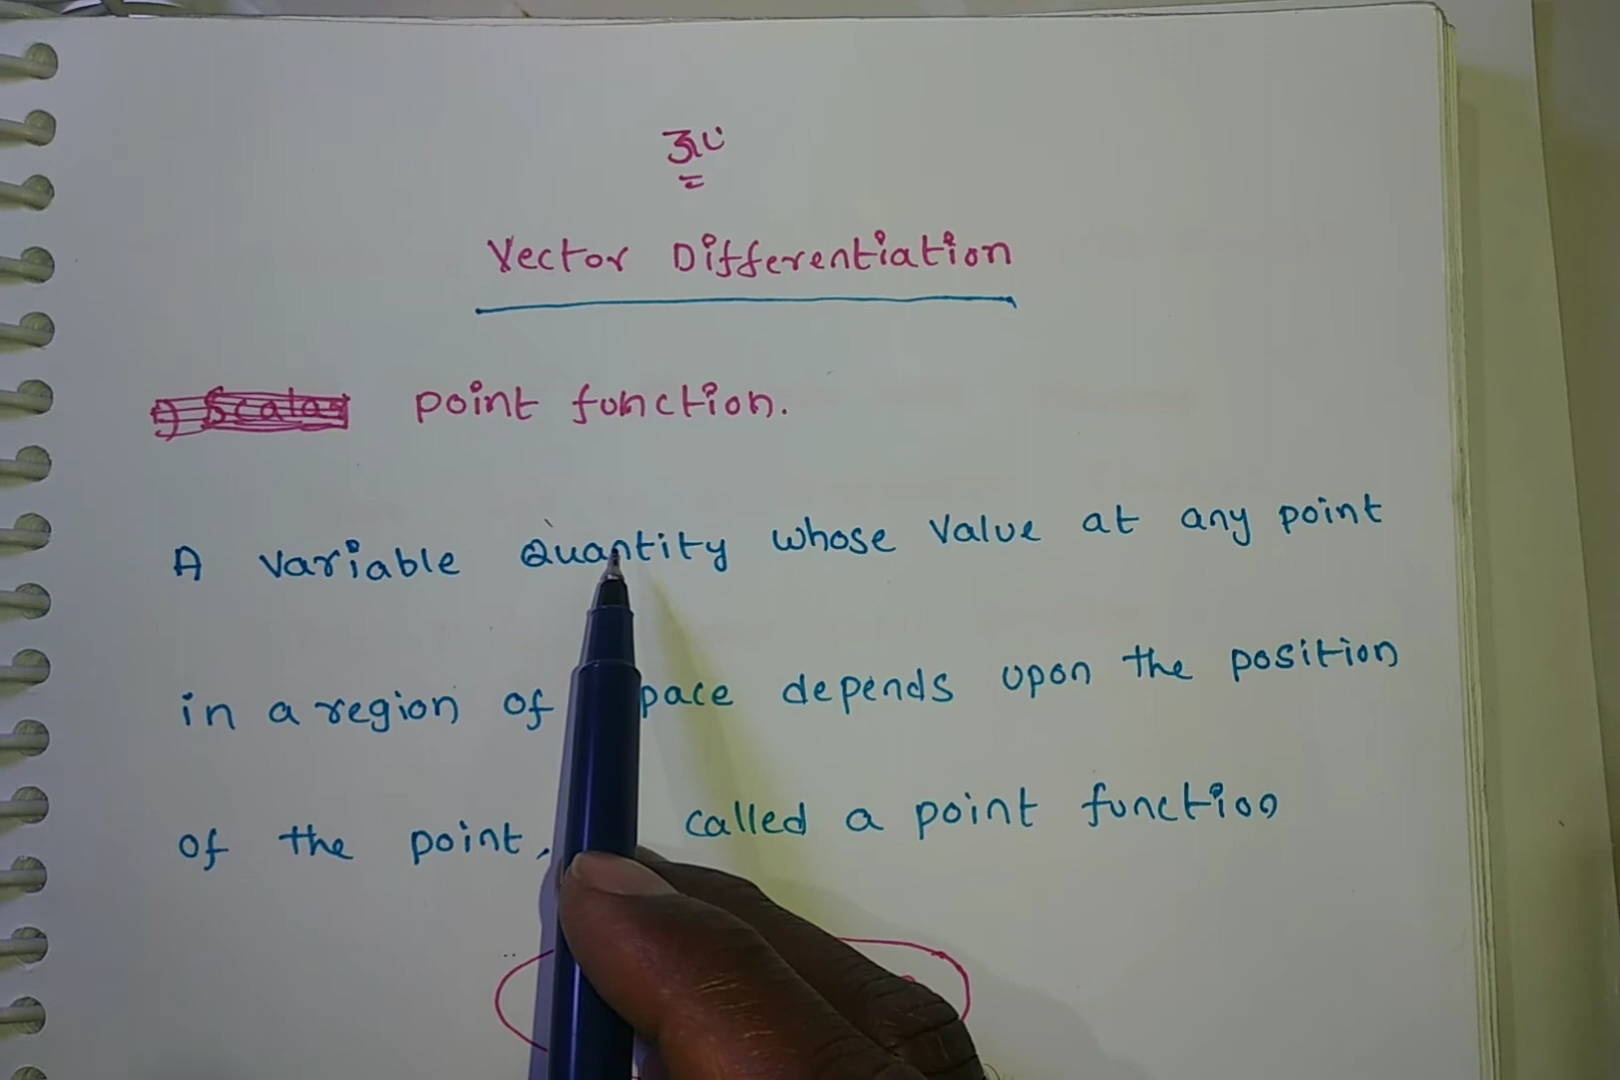 Vector Differentiation
point function.
A variable Quantity whose Value at any point
in a region of pace depends upon the position
of the point, called a point function